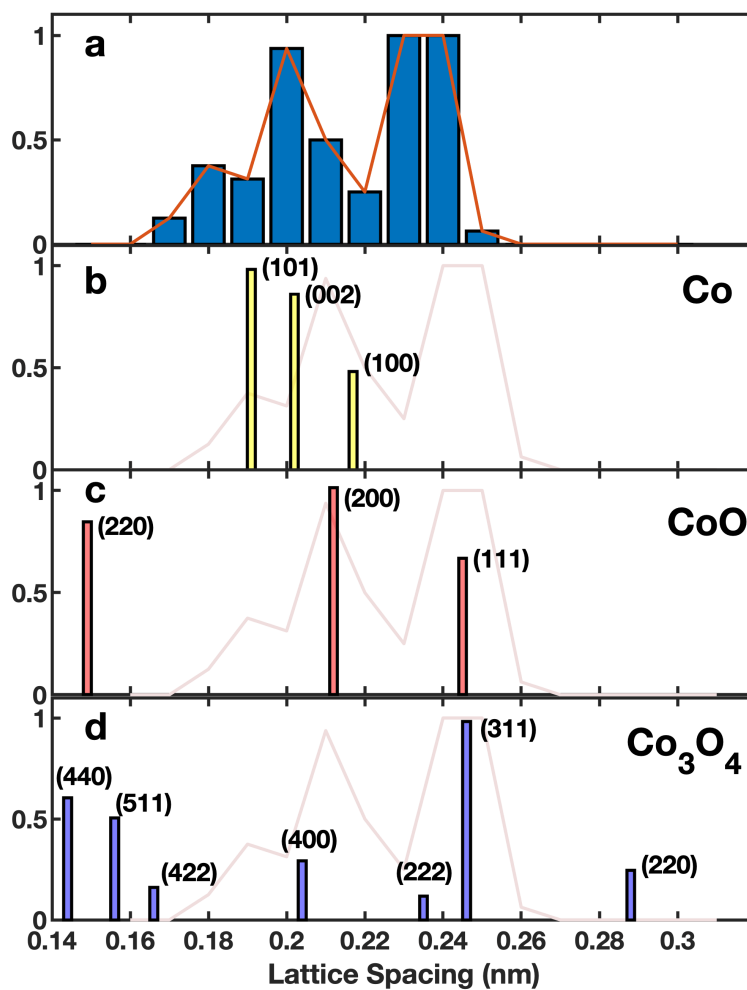 a
1
0.5
0
b
Co
1
(101)
(002)
(100)
0.5
0
c
CoO
1
(200)
(220)
(111)
0.5
0
d
Co3O4
1
(311)
(440)
(511)
0.5
(400)
(422)
(222)
(220)
0
0.14 0.16 0.18 0.2 0.22 0.24 0.26 0.28 0.3
Lattice Spacing (nm)